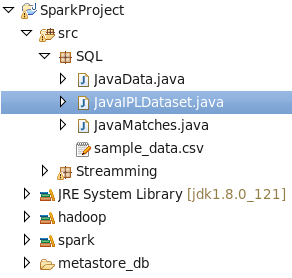 SparkProject
src
SQL
JavaData.java
JavaIPLDataset.java
JavaMatches.java
sample_data.csv
Streamming
JRE System Library [jdk1.8.0_121]
hadoop
spark
metastore_db